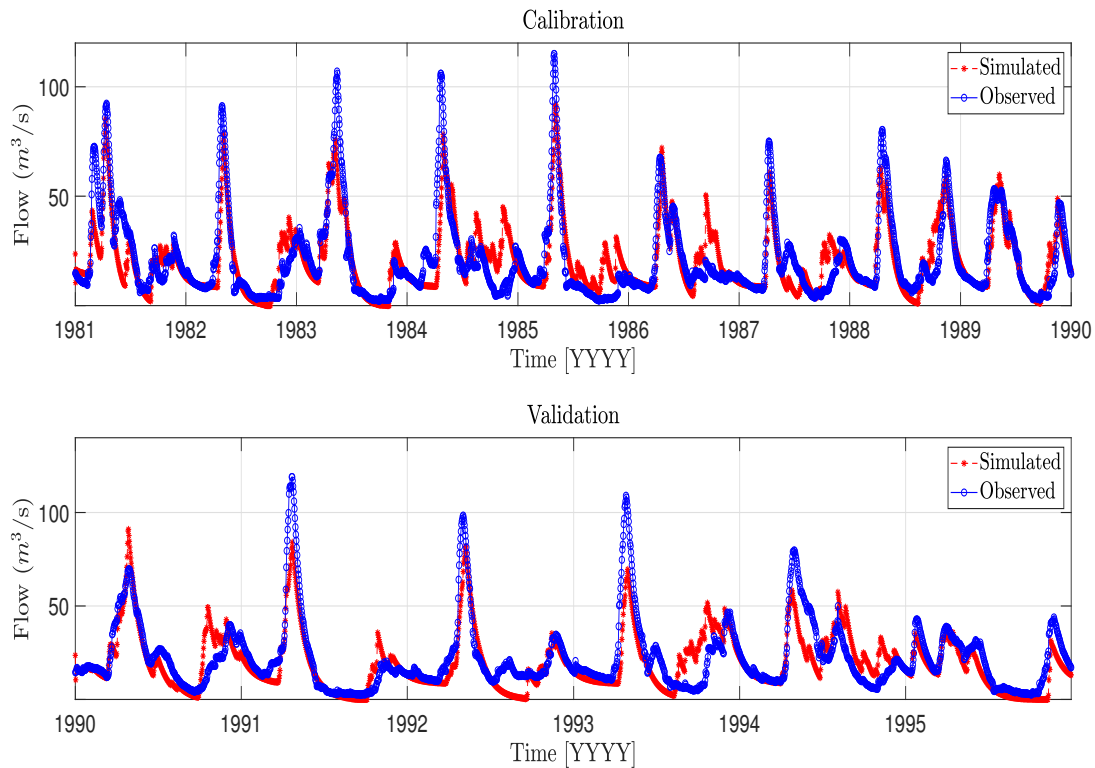 Calibration
Flow (m³/s)
100
50
Simulated
Observed
1981 1982 1983 1984 1985 1986 1987 1988 1989 1990
Time [YYYY]
Validation
Flow (m³/s)
100
50
Simulated
Observed
1990 1991 1992 1993 1994 1995
Time [YYYY]